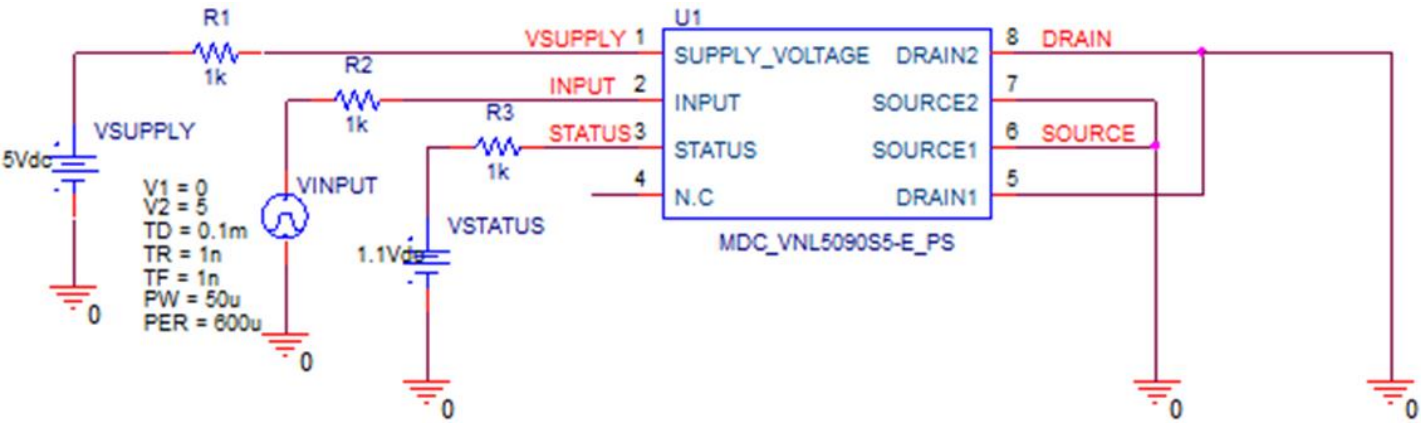 R1
1k
R2
1k
R3
1k
VSUPPLY
5Vdc
VINPUT
V1 = 0
V2 = 5
TD = 0.1m
TR = 1n
TF = 1n
PW = 50u
PER = 600u
VSTATUS
1.1Vdc
0
0
0
VSUPPLY 1
INPUT 2
STATUS 3
4
U1
SUPPLY_VOLTAGE DRAIN2
INPUT SOURCE2
STATUS SOURCE1
N.C DRAIN1
MDC_VNL5090S5-E_PS
8 DRAIN
7
6 SOURCE
5
0
0